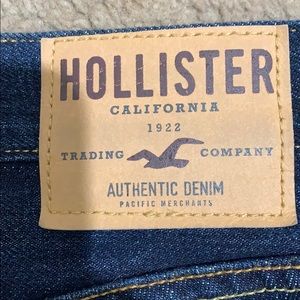 HOLLISTER
CALIFORNIA
1922
TRADING COMPANY
AUTHENTIC DENIM
PACIFIC MERCHANTS